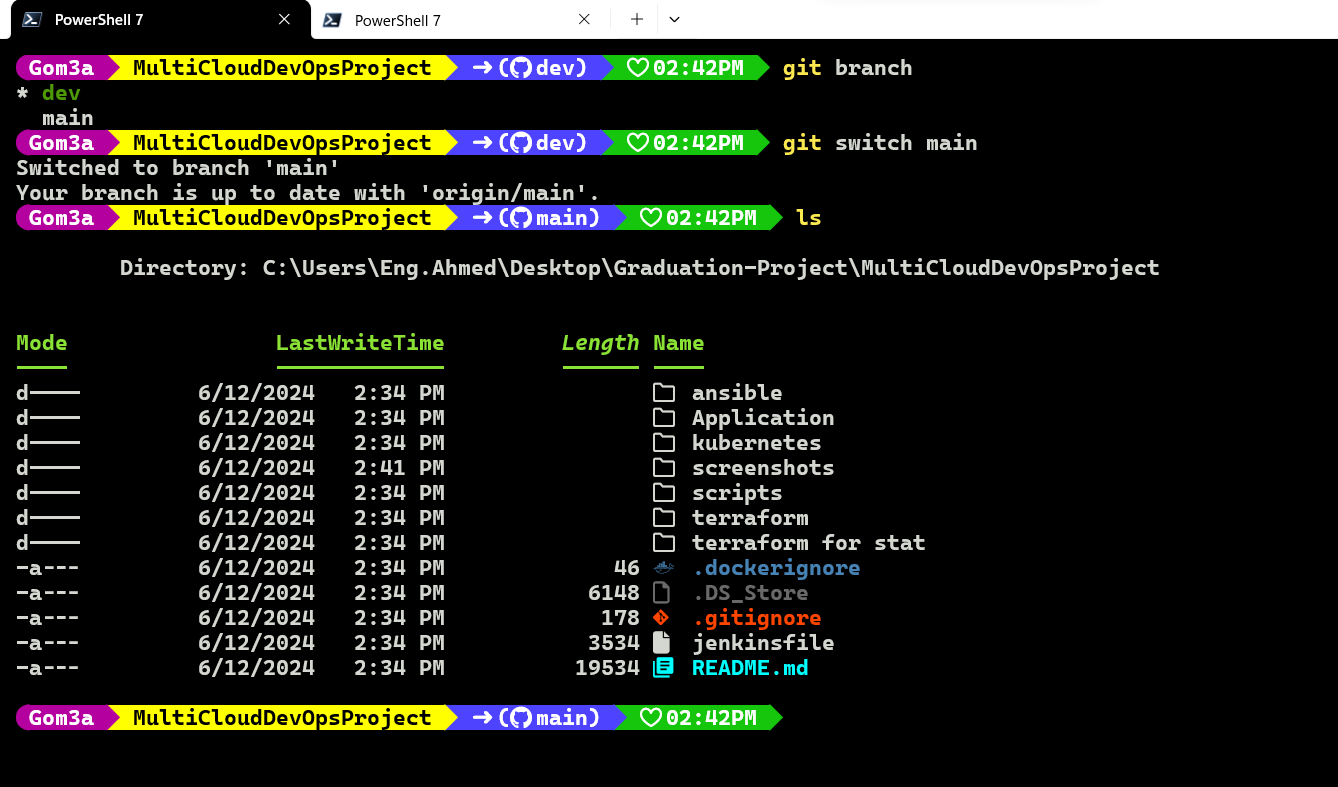 PowerShell 7
PowerShell 7
Gom3a MultiCloudDevOpsProject →(dev) ♡02:42PM git branch
* dev
main
Gom3a MultiCloudDevOpsProject →(dev) ♡02:42PM git switch main
Switched to branch 'main'
Your branch is up to date with 'origin/main'.
Gom3a MultiCloudDevOpsProject →(main) ♡02:42PM ls
Directory: C:\Users\Eng.Ahmed\Desktop\Graduation-Project\MultiCloudDevOpsProject
Mode LastWriteTime Length Name
d---- 6/12/2024 2:34 PM ansible
d---- 6/12/2024 2:34 PM Application
d---- 6/12/2024 2:34 PM kubernetes
d---- 6/12/2024 2:41 PM screenshots
d---- 6/12/2024 2:34 PM scripts
d---- 6/12/2024 2:34 PM terraform
d---- 6/12/2024 2:34 PM terraform for stat
-a--- 6/12/2024 2:34 PM 46 .dockerignore
-a--- 6/12/2024 2:34 PM 6148 .DS_Store
-a--- 6/12/2024 2:34 PM 178 .gitignore
-a--- 6/12/2024 2:34 PM 3534 jenkinsfile
-a--- 6/12/2024 2:34 PM 19534 README.md
Gom3a MultiCloudDevOpsProject →(main) ♡02:42PM